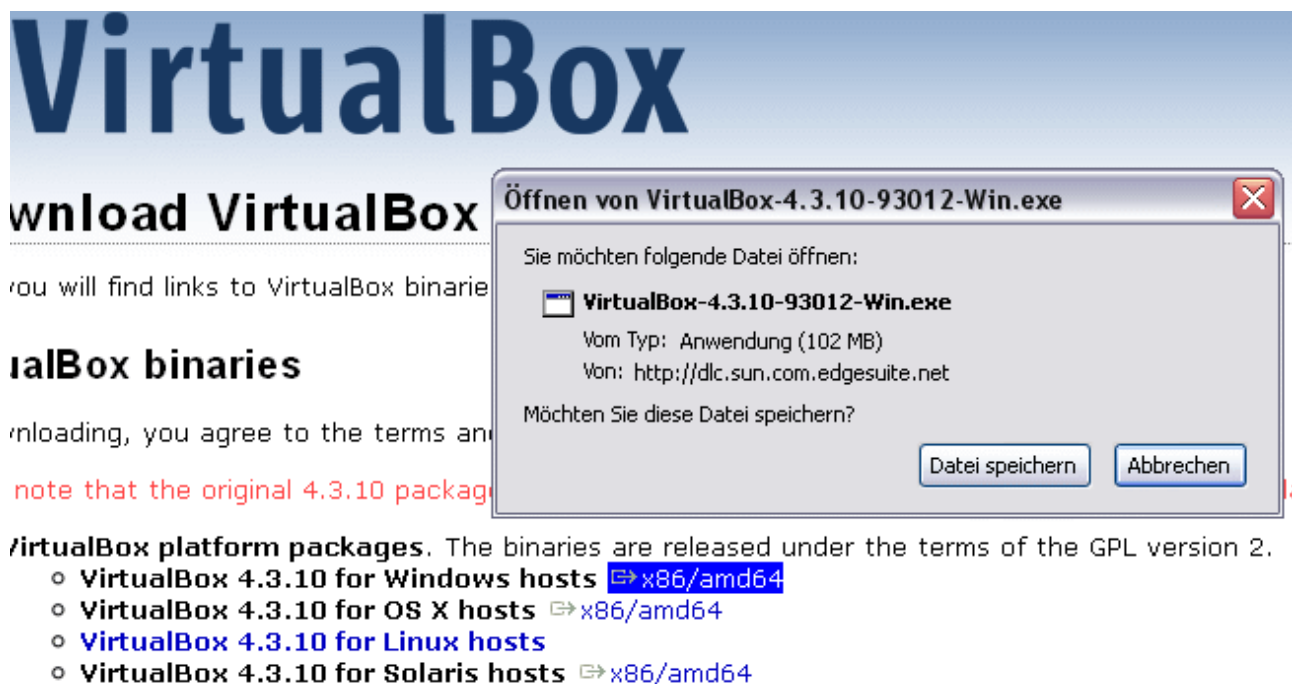 VirtualBox
wnload VirtualBox
you will find links to VirtualBox binarie
ualBox binaries
wnloading, you agree to the terms an
note that the original 4.3.10 packag
VirtualBox platform packages. The binaries are released under the terms of the GPL version 2.
VirtualBox 4.3.10 for Windows hosts x86/amd64
VirtualBox 4.3.10 for OS X hosts x86/amd64
VirtualBox 4.3.10 for Linux hosts
VirtualBox 4.3.10 for Solaris hosts x86/amd64
Öffnen von VirtualBox-4.3.10-93012-Win.exe
Sie möchten folgende Datei öffnen:
VirtualBox-4.3.10-93012-Win.exe
Vom Typ: Anwendung (102 MB)
Von: http://dlc.sun.com.edgesuite.net
Möchten Sie diese Datei speichern?
Datei speichern
Abbrechen